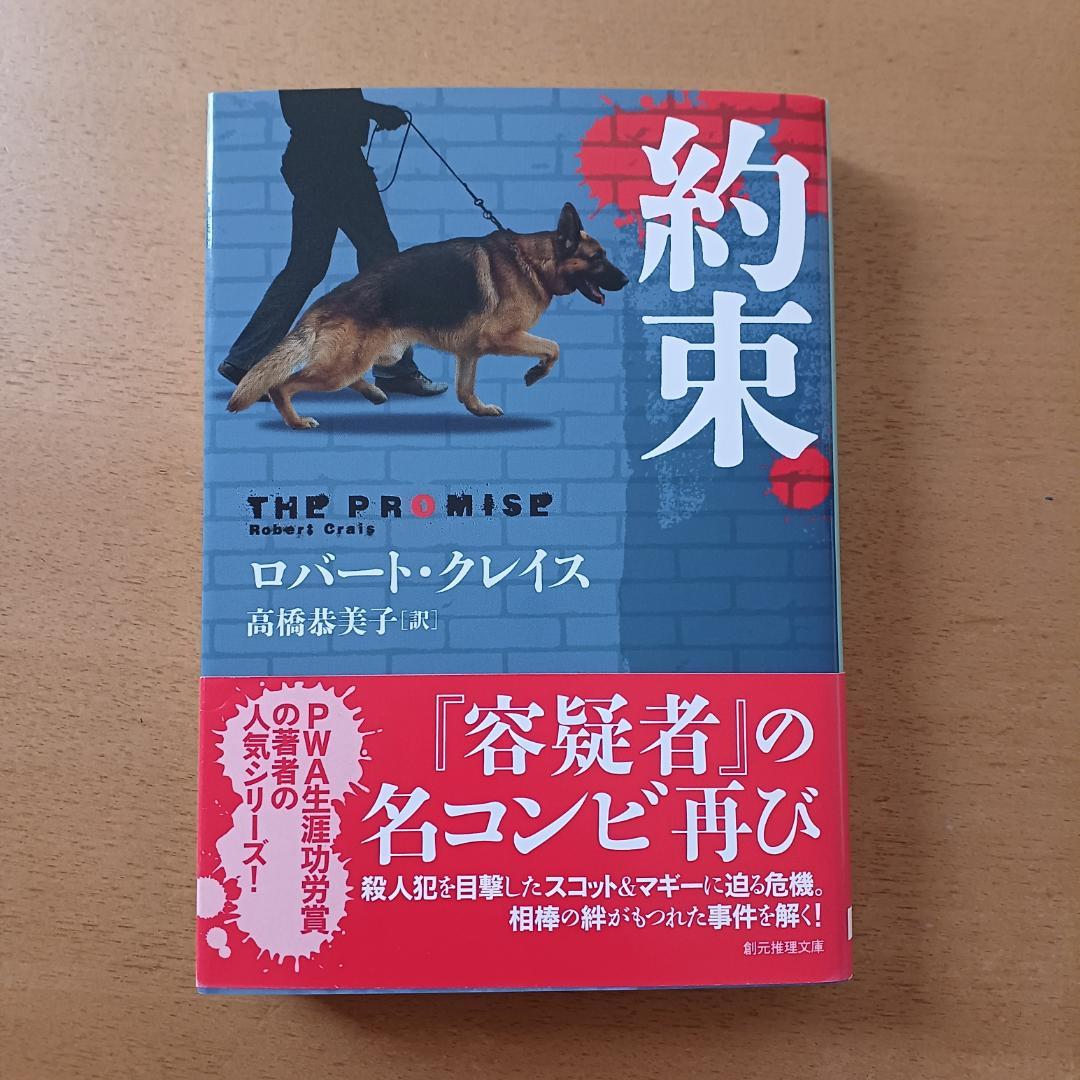 約束
THE PROMISE
Robert Crais
ロバート・クレイス
高橋恭美子[訳]
PWA生涯功労賞
の著者の
人気シリーズ!
『容疑者』の
名コンビ再び
殺人犯を目撃したスコット&マギーに迫る危機。
相棒の絆がもつれた事件を解く!
創元推理文庫